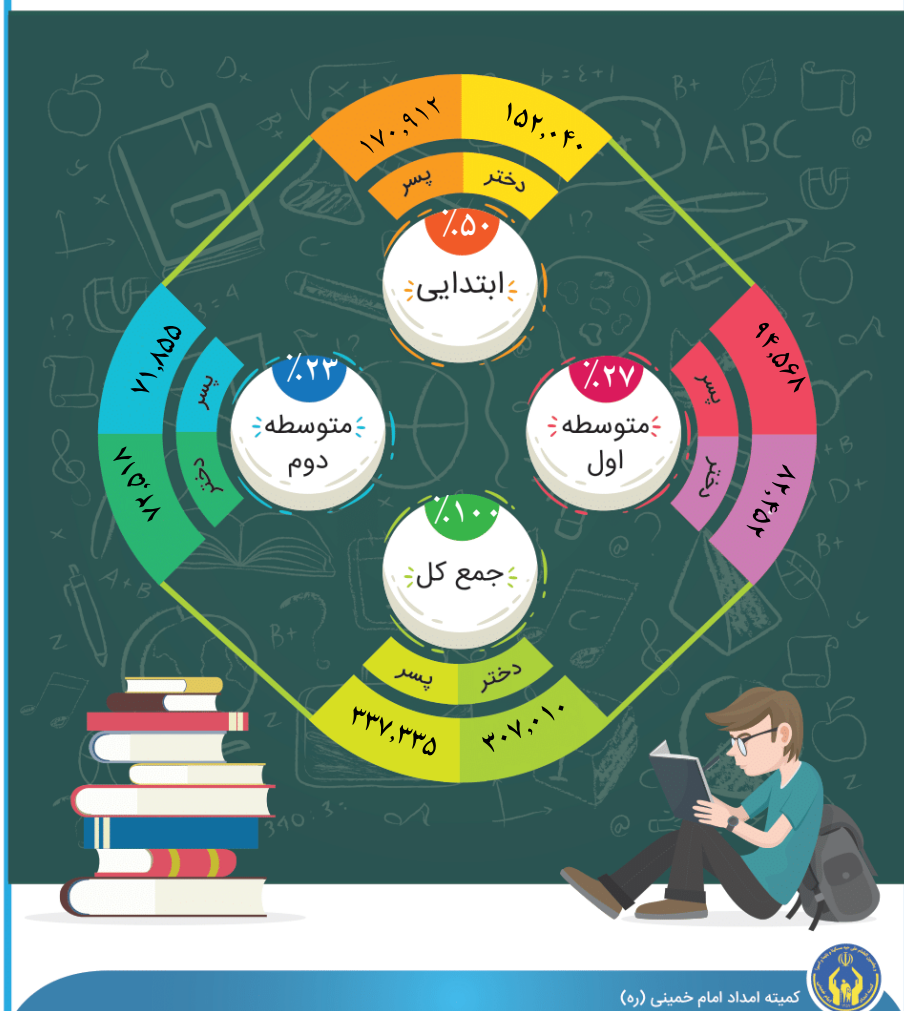 ۱۷۰,۹۱۲
۱۵۲,۰۴۰
پسر
دختر
٪۵۰
ابتدایی
ABC
۷۱,۸۵۵
پسر
۷۲,۵۱۸
دختر
٪۲۳
متوسطه
دوم
٪۲۷
متوسطه
اول
۹۴,۵۶۸
پسر
۸۲,۴۵۲
دختر
٪۱۰۰
جمع کل
پسر
دختر
۳۳۷,۳۳۵
۳۰۷,۰۱۰
کمیته امداد امام خمینی (ره)